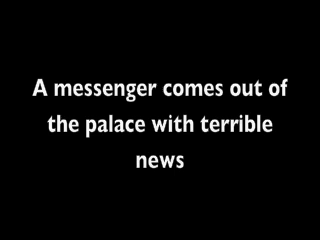 A messenger comes out of
the palace with terrible
news